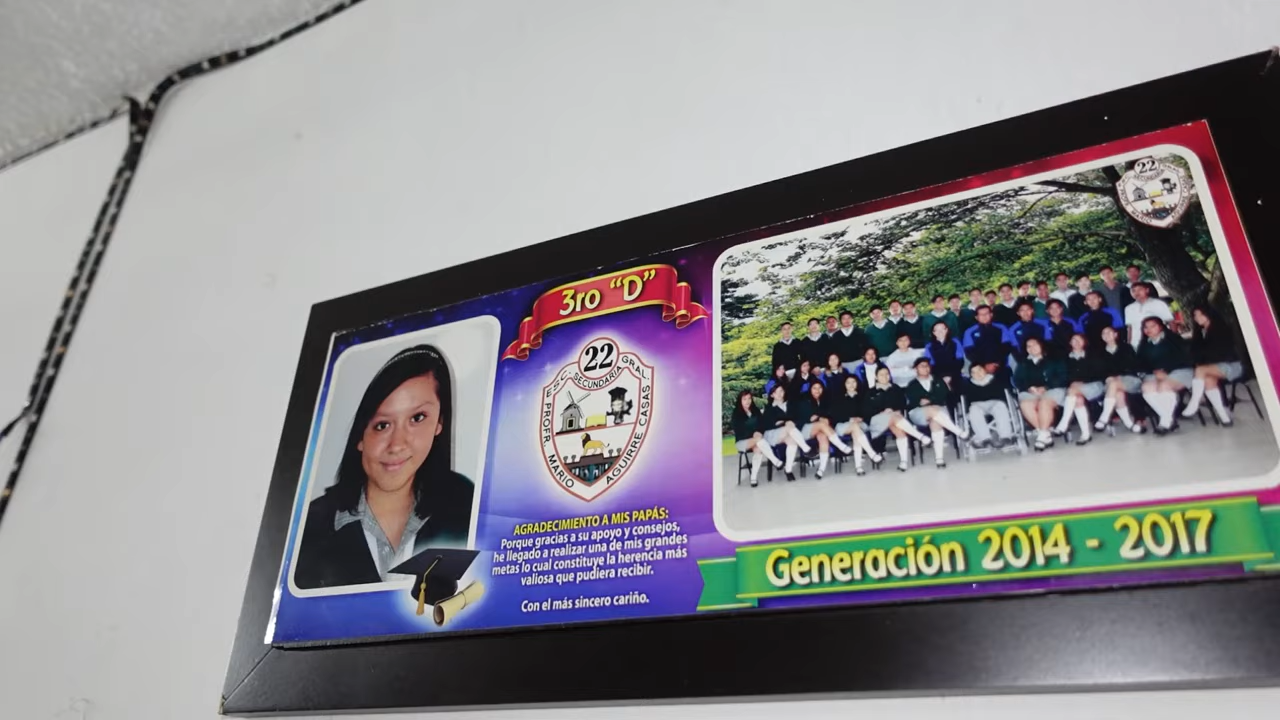 3ro "D"
22
ESC. SECUNDARIA GRAL
PROFR. MARIO AGUIRRE CASAS
AGRADECIMIENTO A MIS PAPÁS:
Porque gracias a su apoyo y consejos,
he llegado a realizar una de mis grandes
metas lo cual constituye la herencia más
valiosa que pudiera recibir.
Con el más sincero cariño.
22
Generación 2014 - 2017